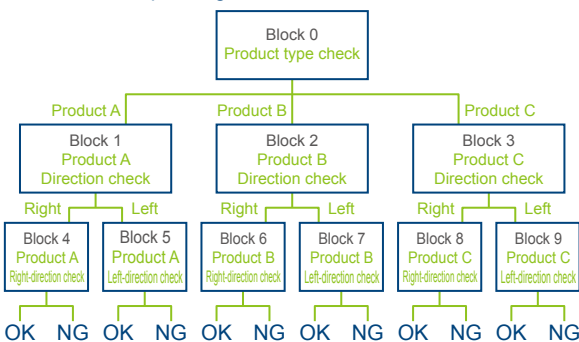 Block 0
Product type check
Product A
Product B
Product C
Block 1
Product A
Direction check
Block 2
Product B
Direction check
Block 3
Product C
Direction check
Right
Left
Right
Left
Right
Left
Block 4
Product A
Right-direction check
Block 5
Product A
Left-direction check
Block 6
Product B
Right-direction check
Block 7
Product B
Left-direction check
Block 8
Product C
Right-direction check
Block 9
Product C
Left-direction check
OK NG OK NG OK NG OK NG OK NG OK NG